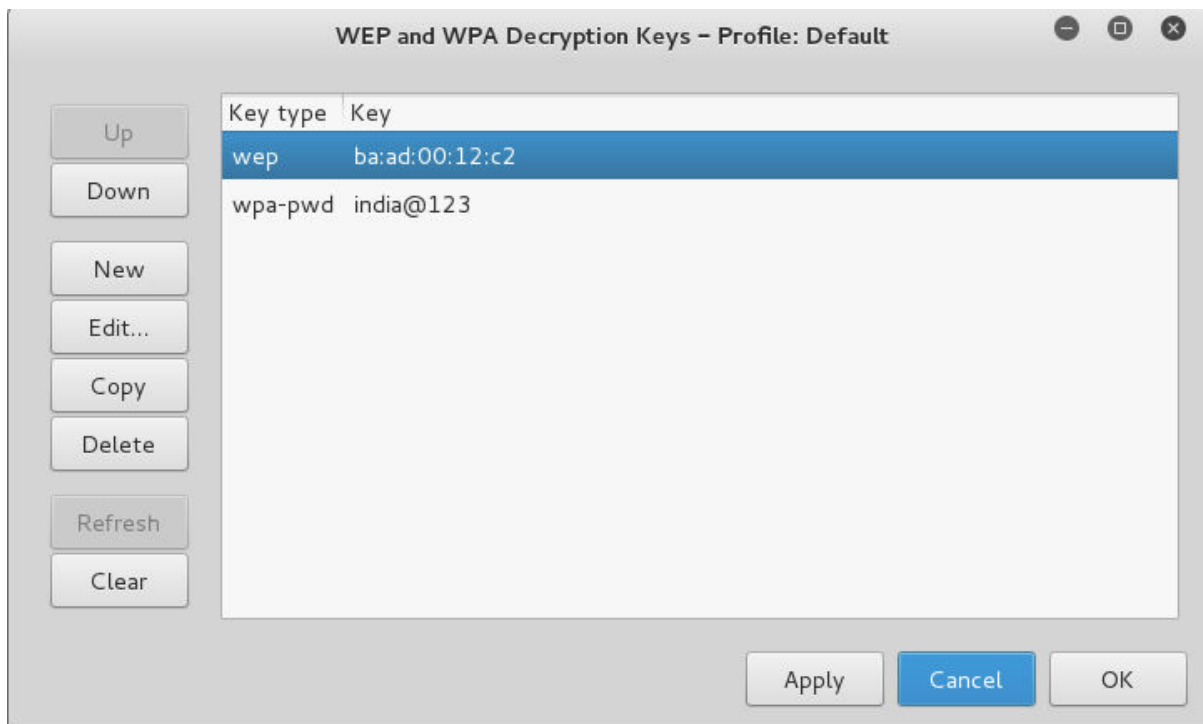 WEP and WPA Decryption Keys – Profile: Default
Up
Down
New
Edit...
Copy
Delete
Refresh
Clear
Key type Key
wep ba:ad:00:12:c2
wpa-pwd india@123
Apply Cancel OK